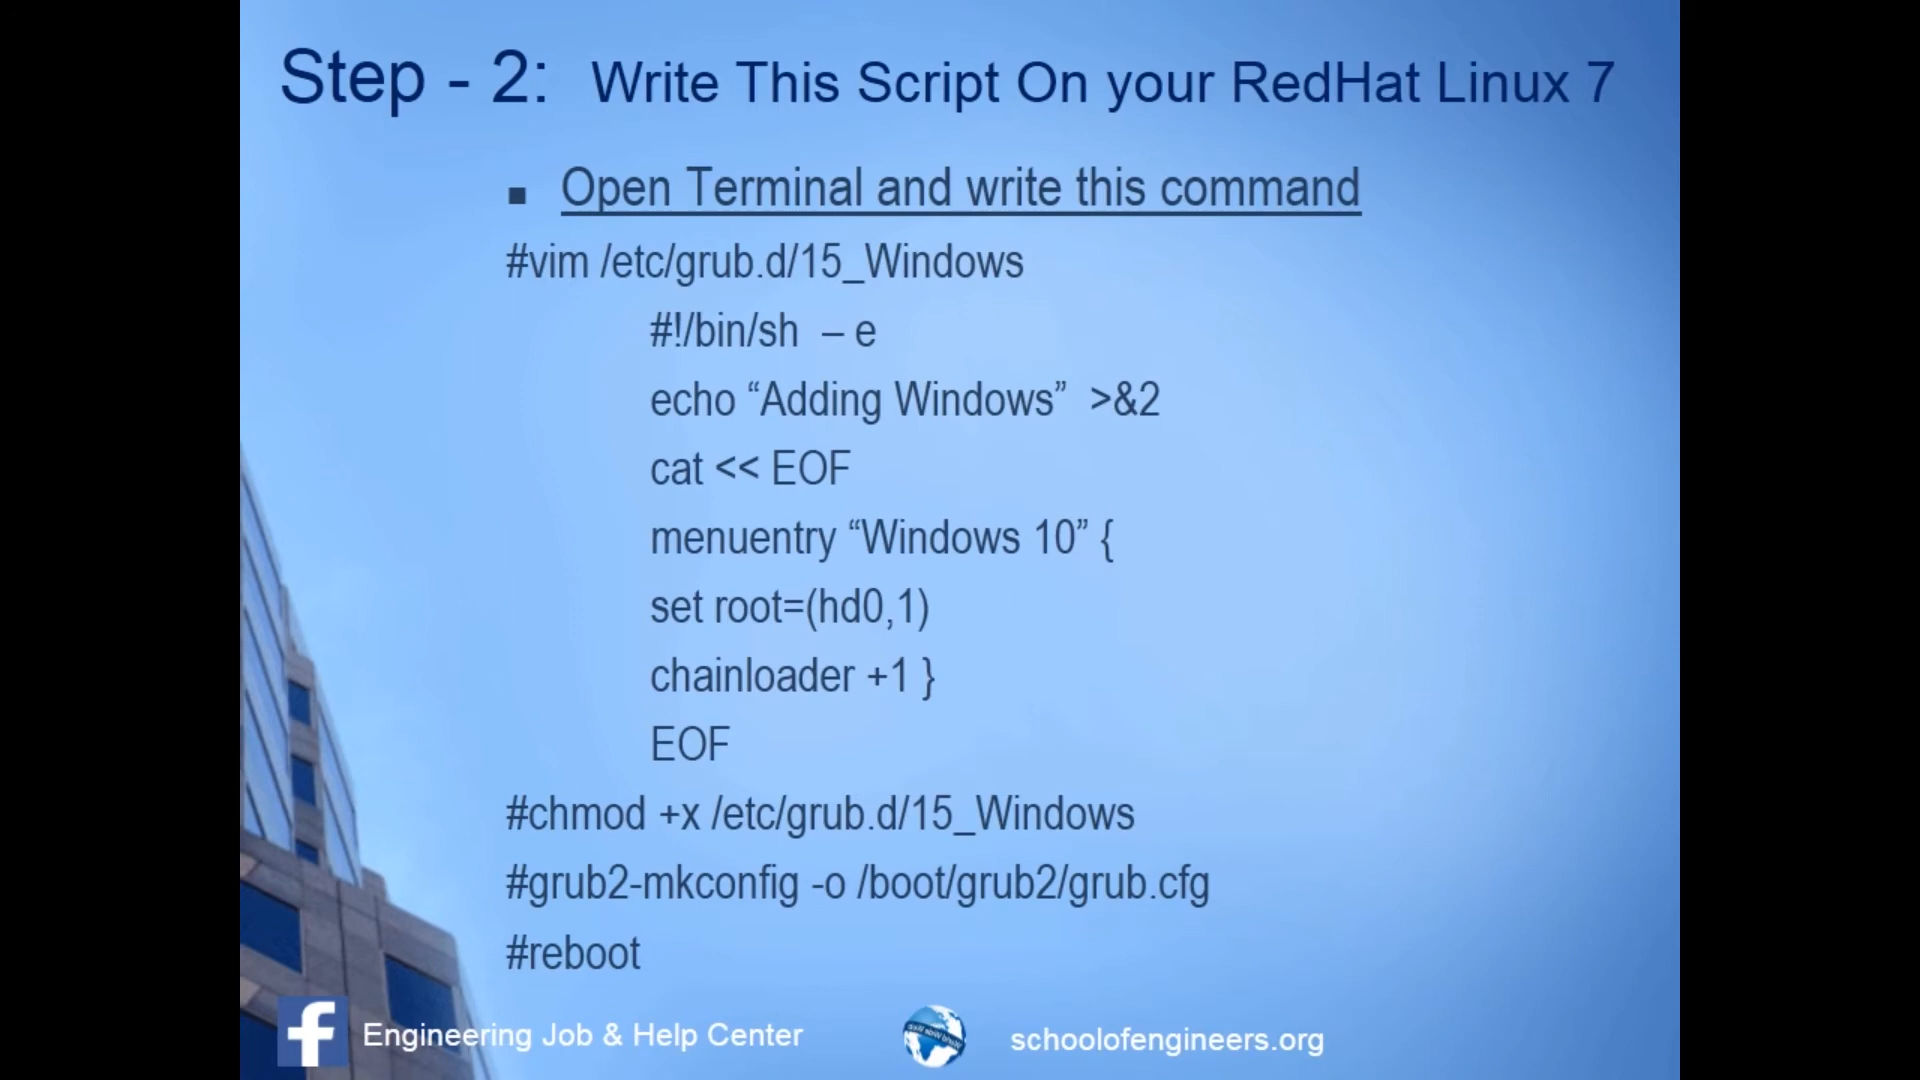 Step - 2: Write This Script On your RedHat Linux 7
▪ Open Terminal and write this command
#vim /etc/grub.d/15_Windows
#!/bin/sh – e
echo “Adding Windows” >&2
cat << EOF
menuentry “Windows 10” {
set root=(hd0,1)
chainloader +1 }
EOF
#chmod +x /etc/grub.d/15_Windows
#grub2-mkconfig -o /boot/grub2/grub.cfg
#reboot
f Engineering Job & Help Center
schoolofengineers.org